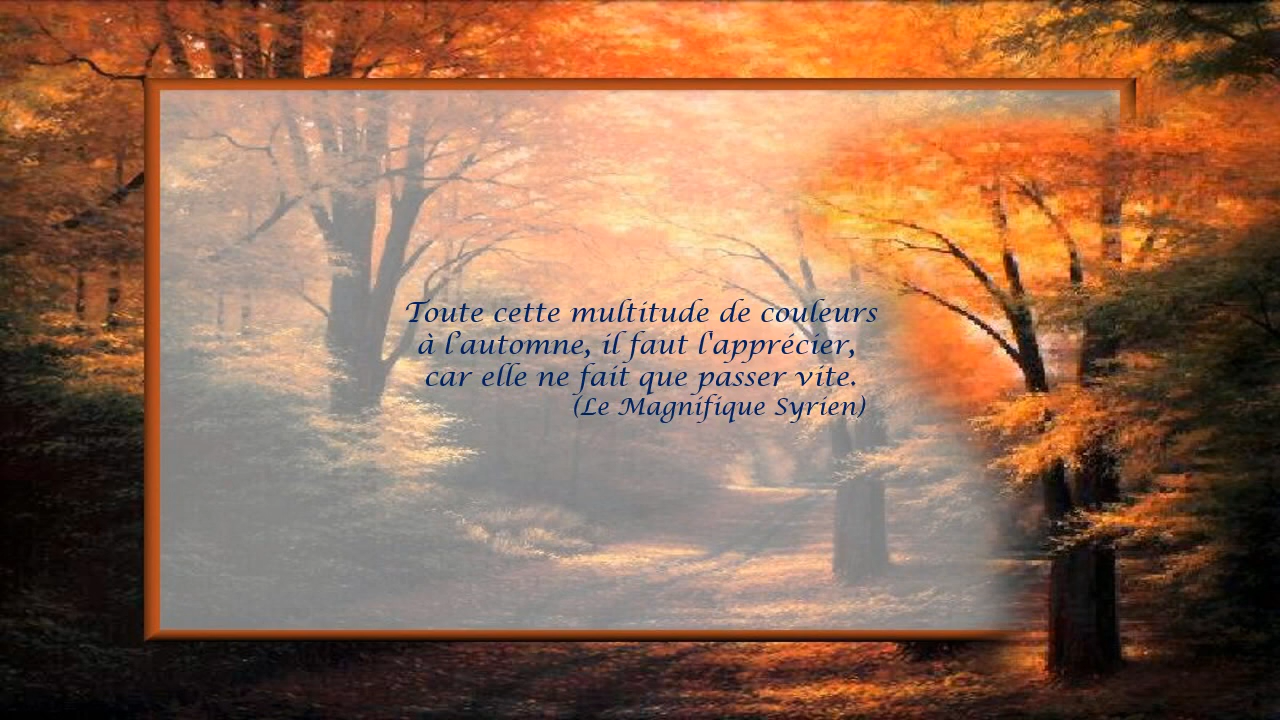 Toute cette multitude de couleurs
à l'automne, il faut l'apprécier,
car elle ne fait que passer vite.
(Le Magnifique Syrien)